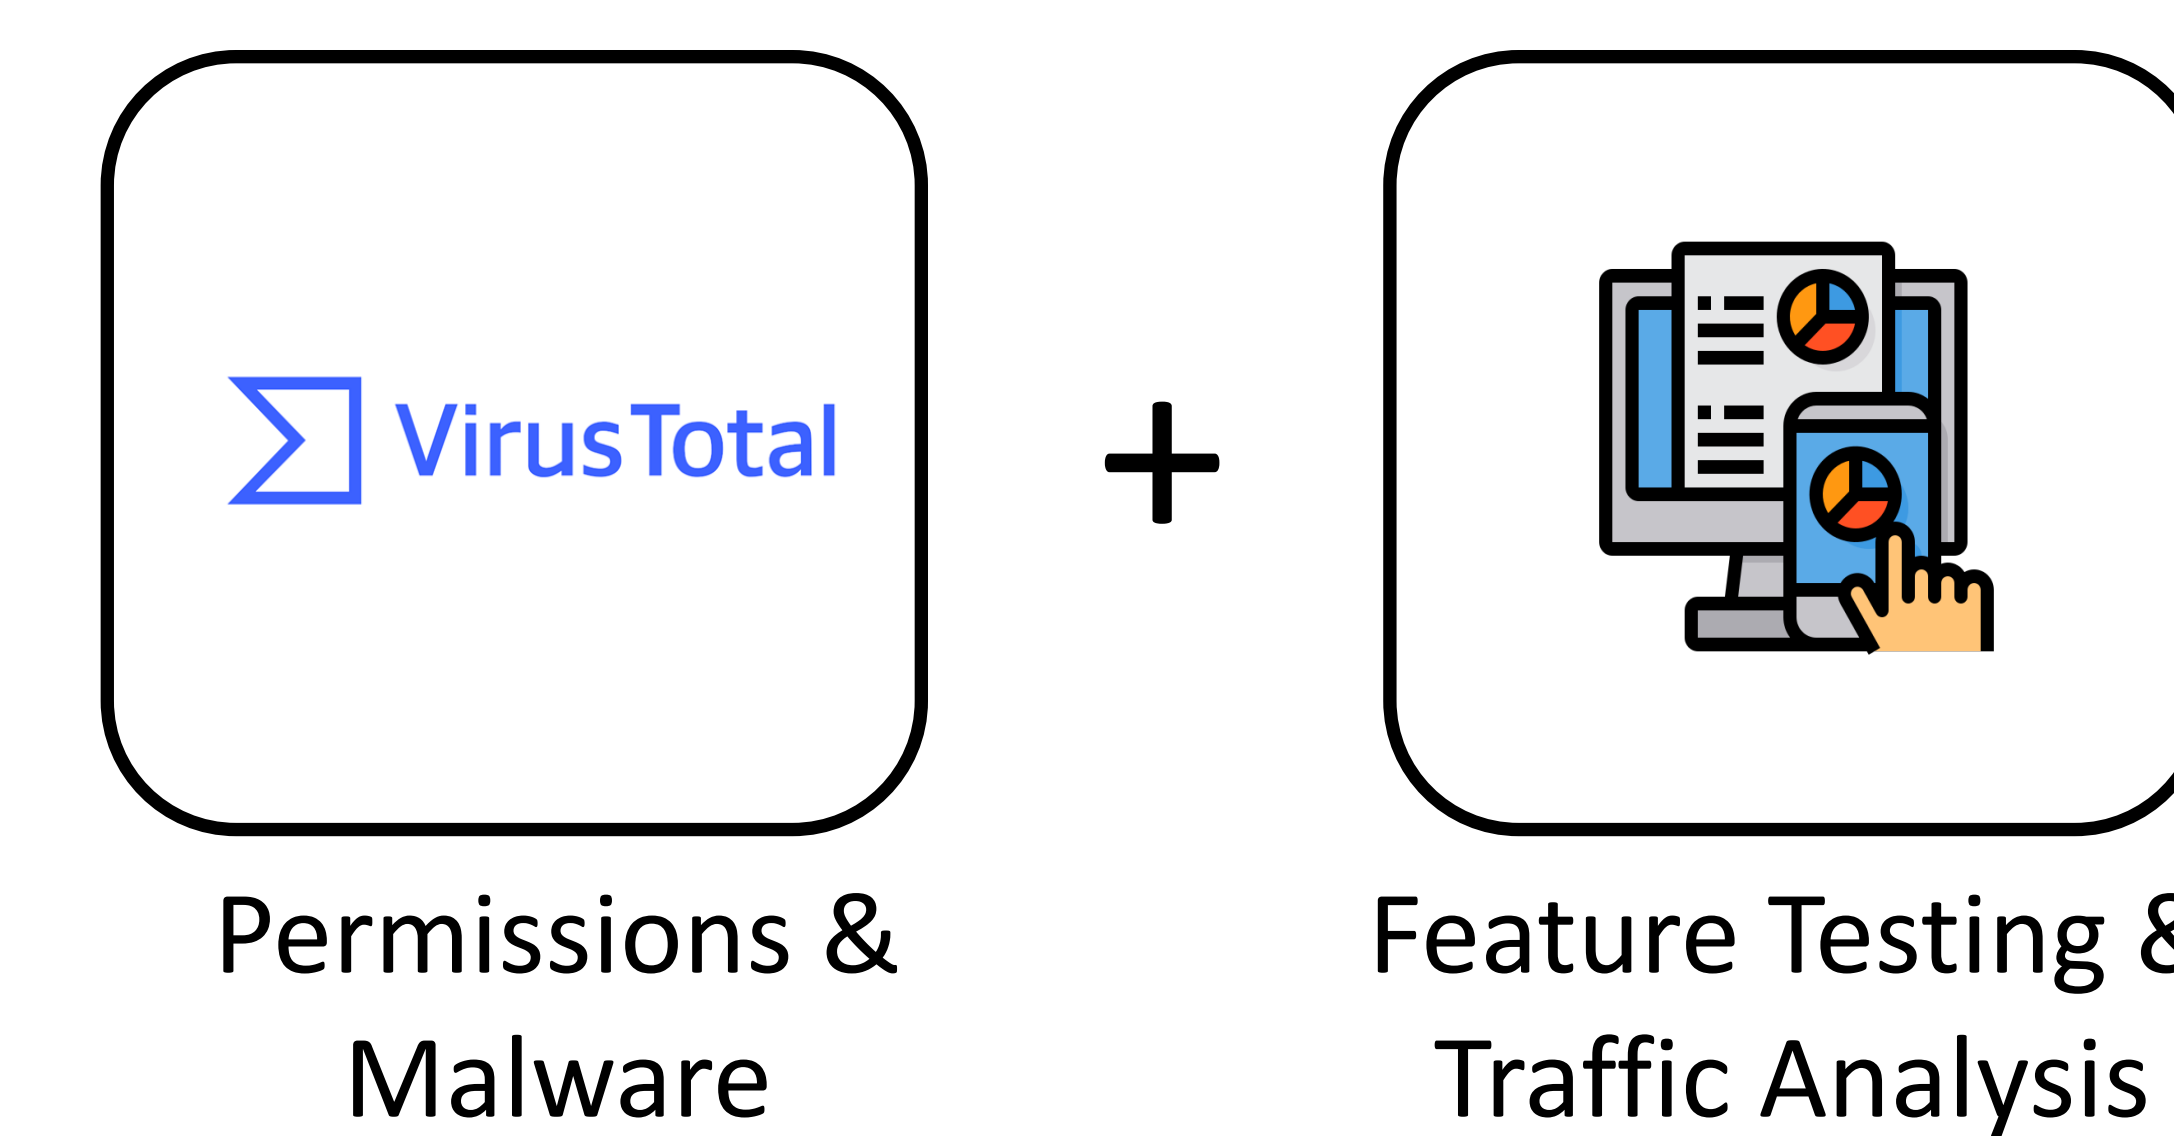 VirusTotal
+
Permissions &
Malware
Feature Testing &
Traffic Analysis